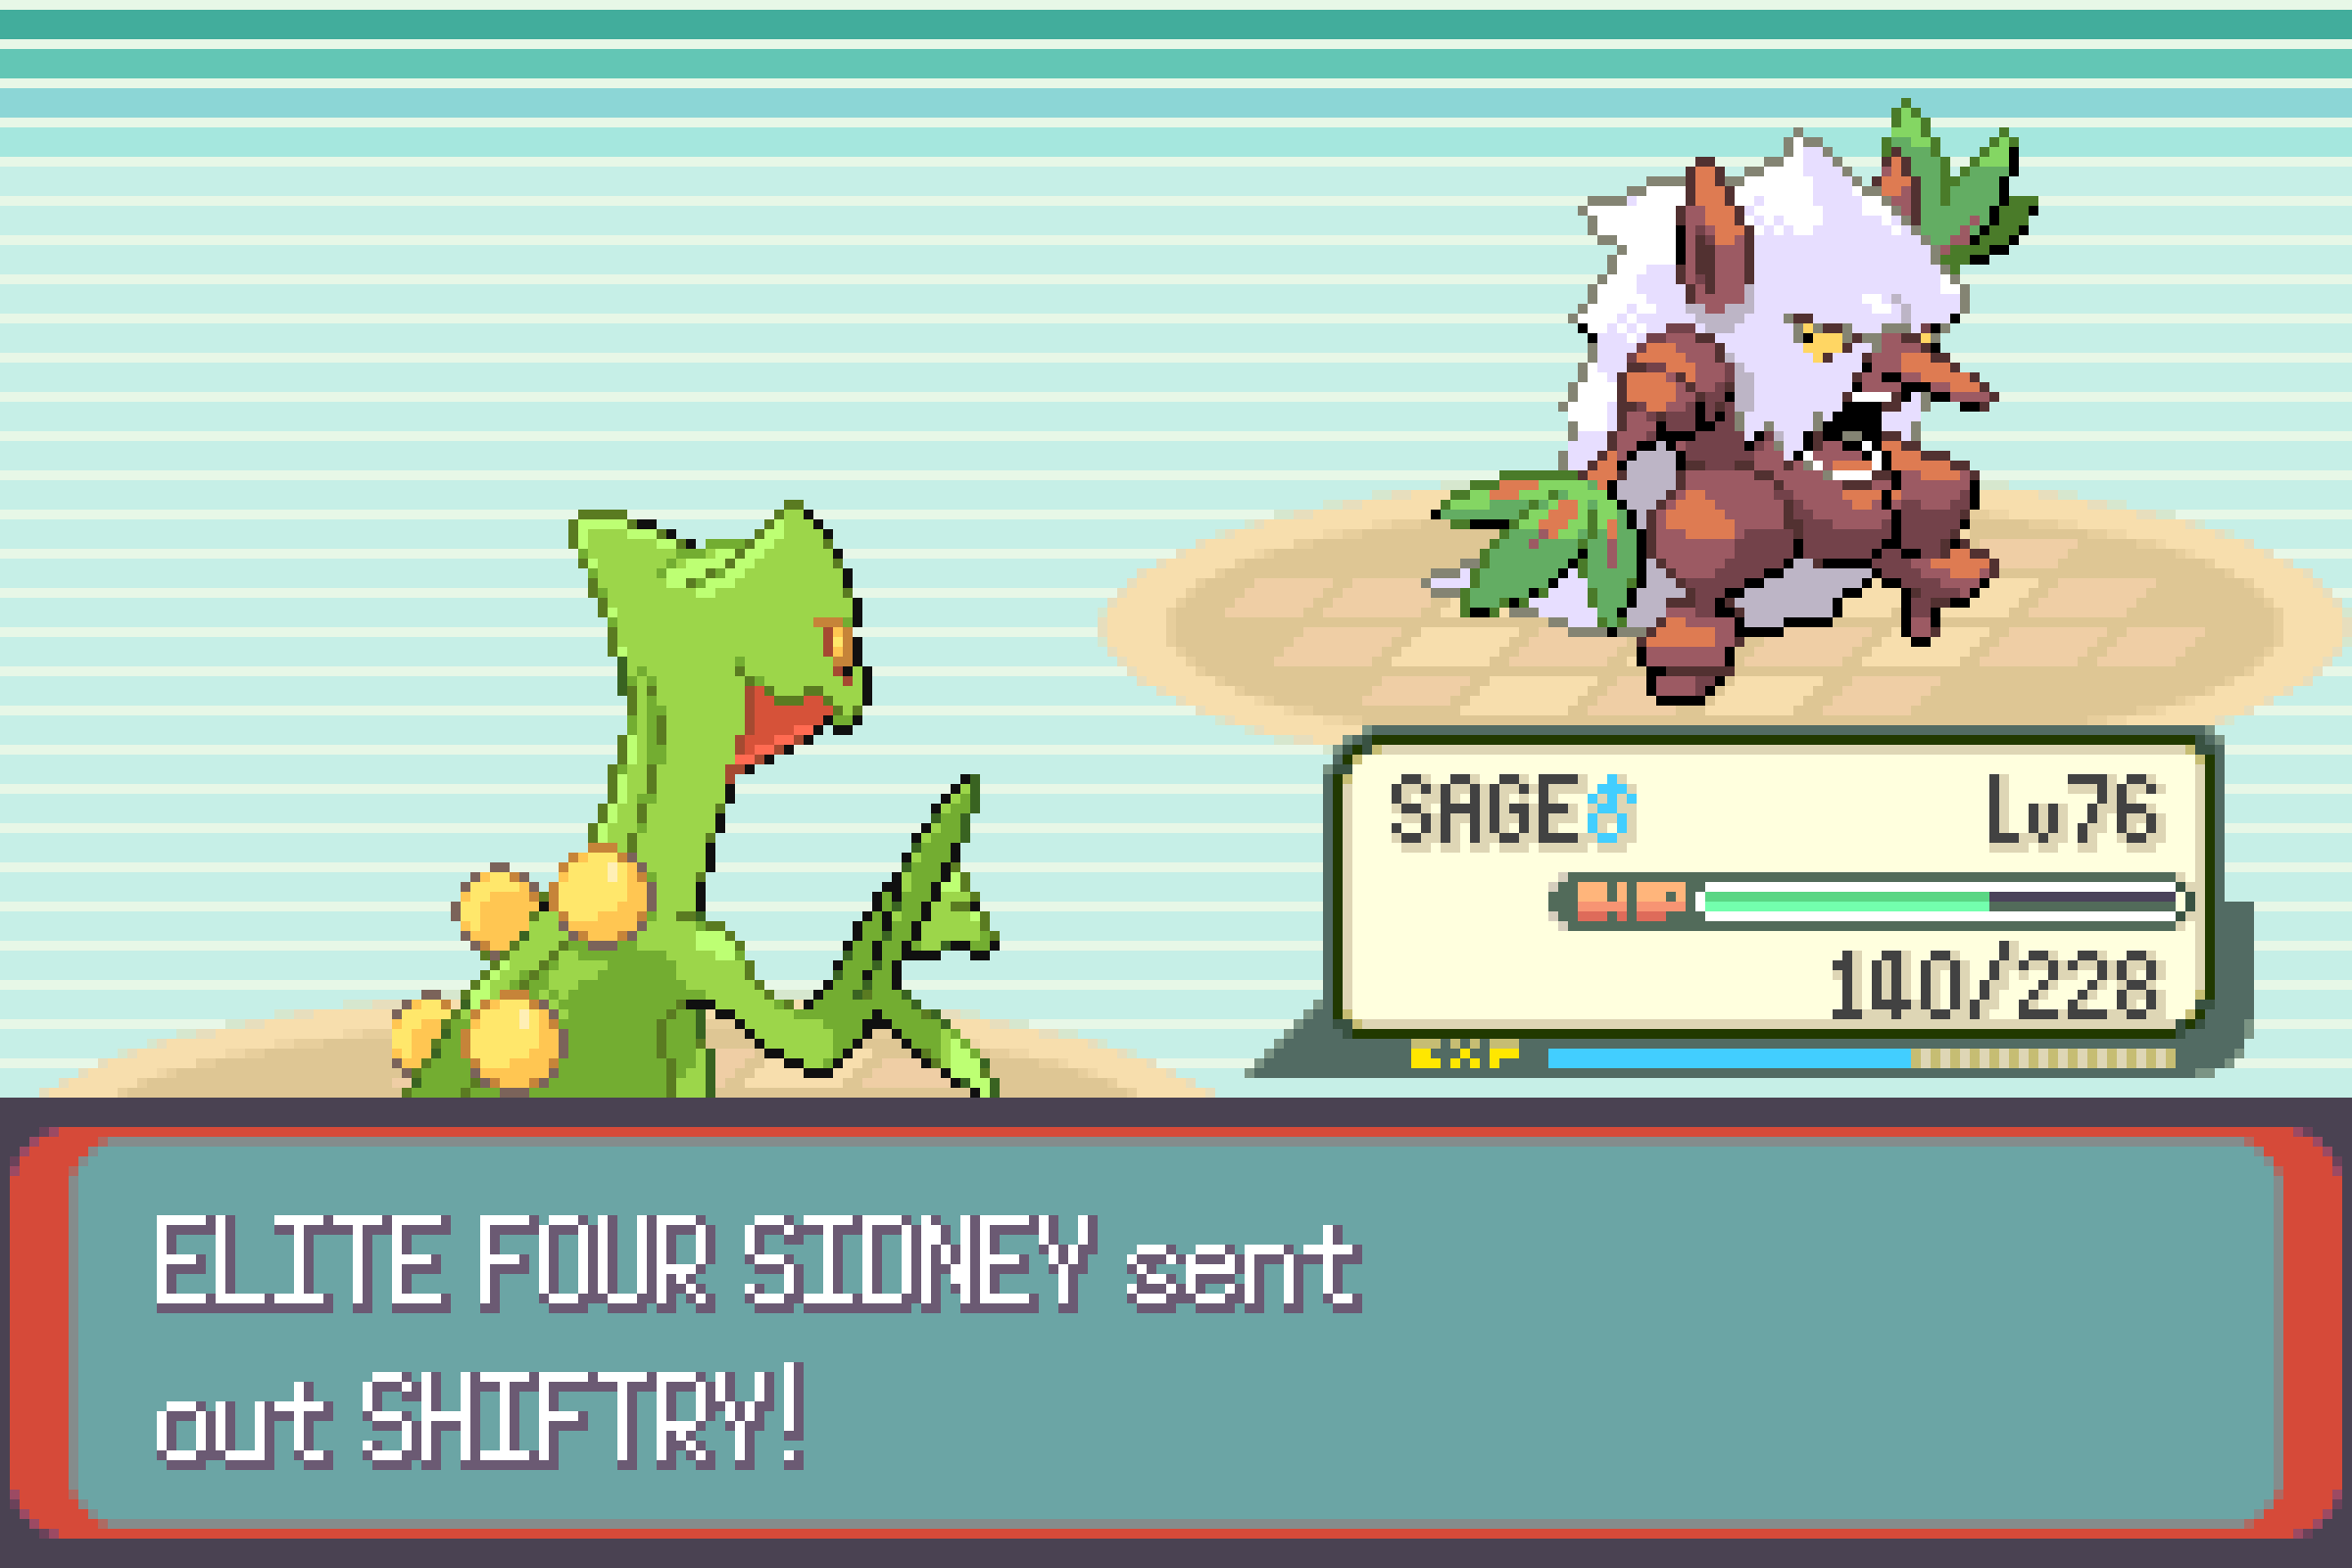 SAGE♂ Lv76
HP
140/228
EXP
ELITE FOUR SIDNEY sent
out SHIFTRY!